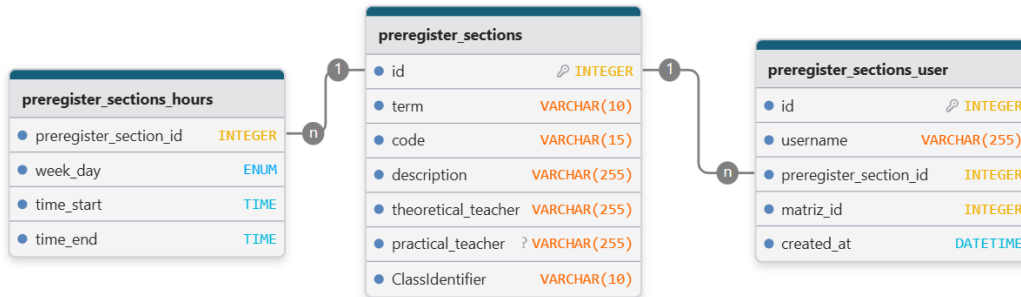 preregister_sections_hours
preregister_section_id INTEGER
week_day ENUM
time_start TIME
time_end TIME
n
1
preregister_sections
id INTEGER
term VARCHAR(10)
code VARCHAR(15)
description VARCHAR(255)
theoretical_teacher VARCHAR(255)
practical_teacher ? VARCHAR(255)
ClassIdentifier VARCHAR(10)
1
n
preregister_sections_user
id INTEGER
username VARCHAR(255)
preregister_section_id INTEGER
matriz_id INTEGER
created_at DATETIME